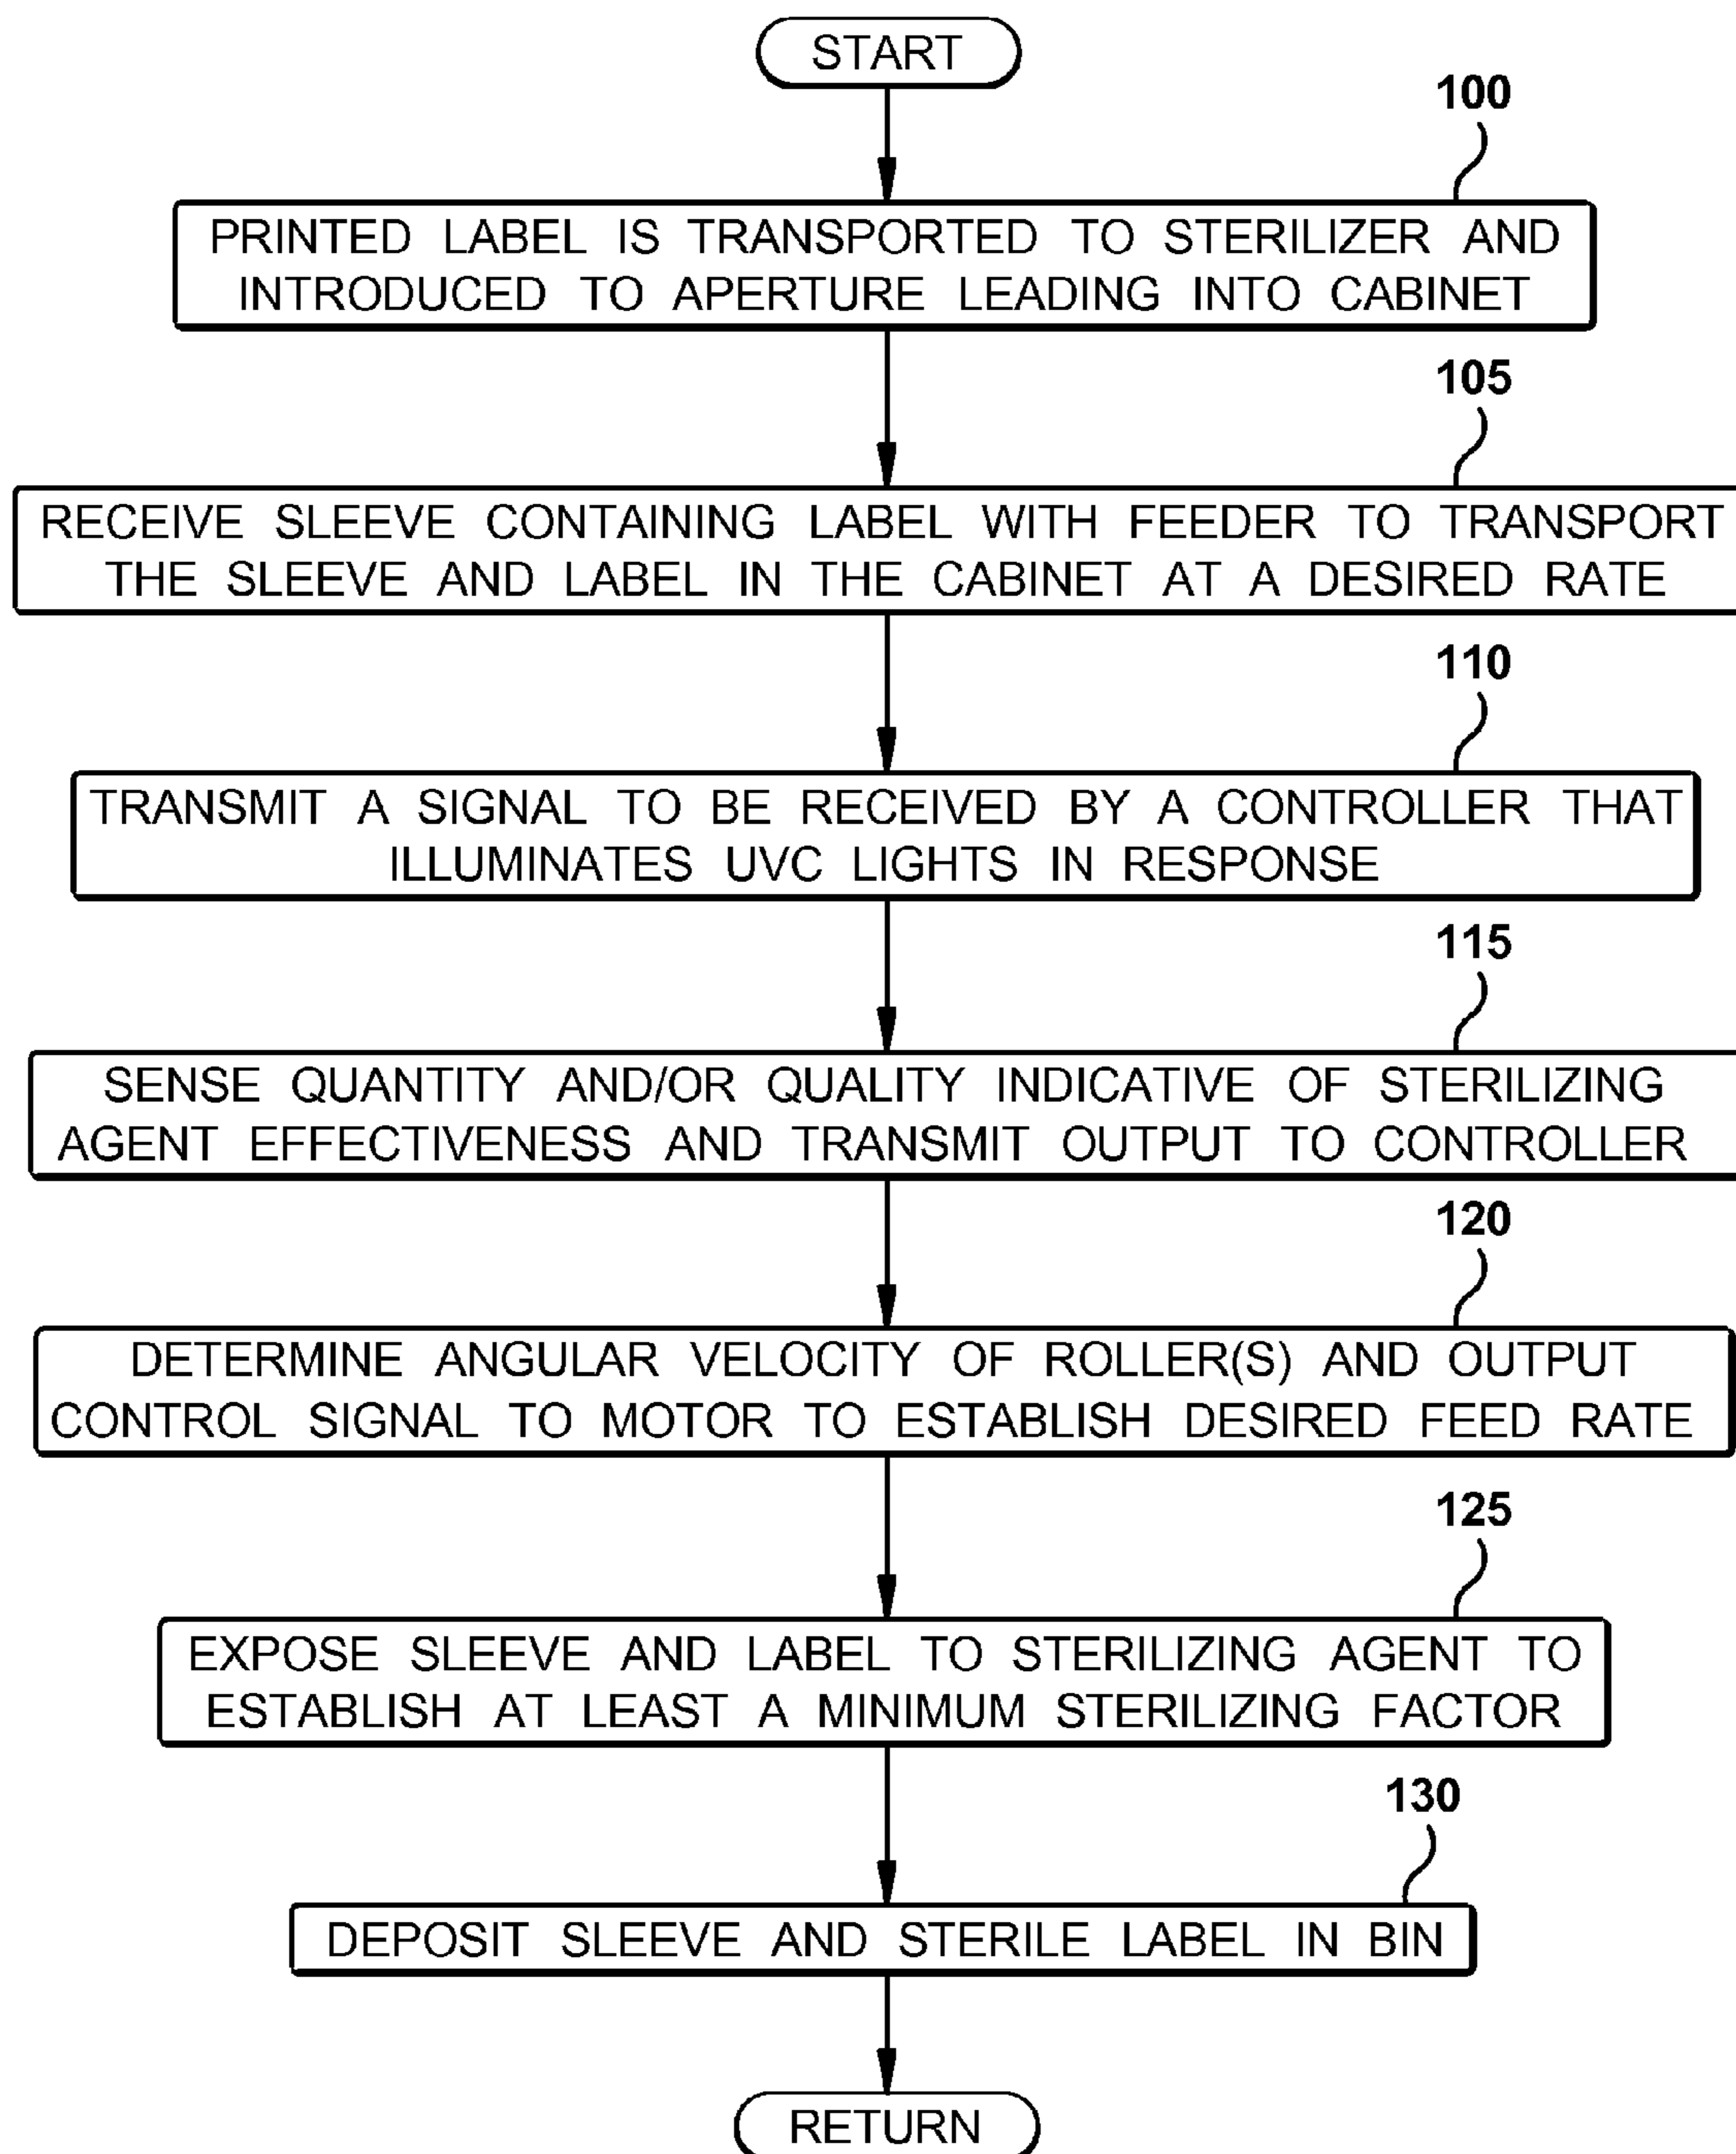 START
100
PRINTED LABEL IS TRANSPORTED TO STERILIZER AND
INTRODUCED TO APERTURE LEADING INTO CABINET
105
RECEIVE SLEEVE CONTAINING LABEL WITH FEEDER TO TRANSPORT
THE SLEEVE AND LABEL IN THE CABINET AT A DESIRED RATE
110
TRANSMIT A SIGNAL TO BE RECEIVED BY A CONTROLLER THAT
ILLUMINATES UVC LIGHTS IN RESPONSE
115
SENSE QUANTITY AND/OR QUALITY INDICATIVE OF STERILIZING
AGENT EFFECTIVENESS AND TRANSMIT OUTPUT TO CONTROLLER
120
DETERMINE ANGULAR VELOCITY OF ROLLER(S) AND OUTPUT
CONTROL SIGNAL TO MOTOR TO ESTABLISH DESIRED FEED RATE
125
EXPOSE SLEEVE AND LABEL TO STERILIZING AGENT TO
ESTABLISH AT LEAST A MINIMUM STERILIZING FACTOR
130
DEPOSIT SLEEVE AND STERILE LABEL IN BIN
RETURN